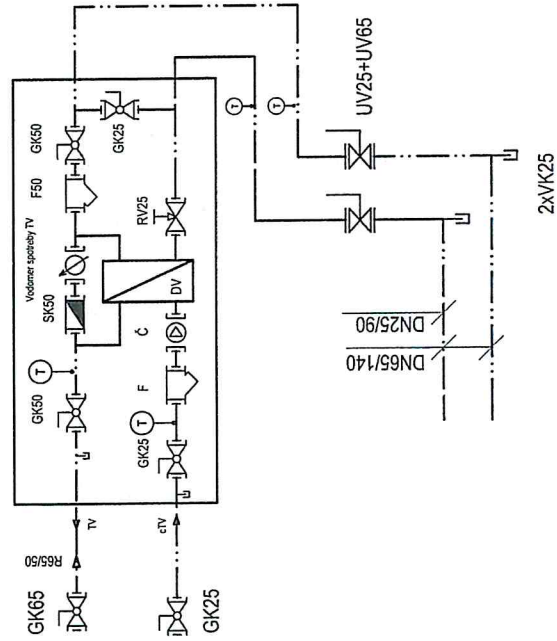 GK50
F50
GK25
Vodomer spotreby TV
SK50
RV25
DV
Č
T
GK50
F
T
GK25
TV
cTV
R65/50
GK65
GK25
T
T
UV25+UV65
2xVK25
DN25/90
DN65/140